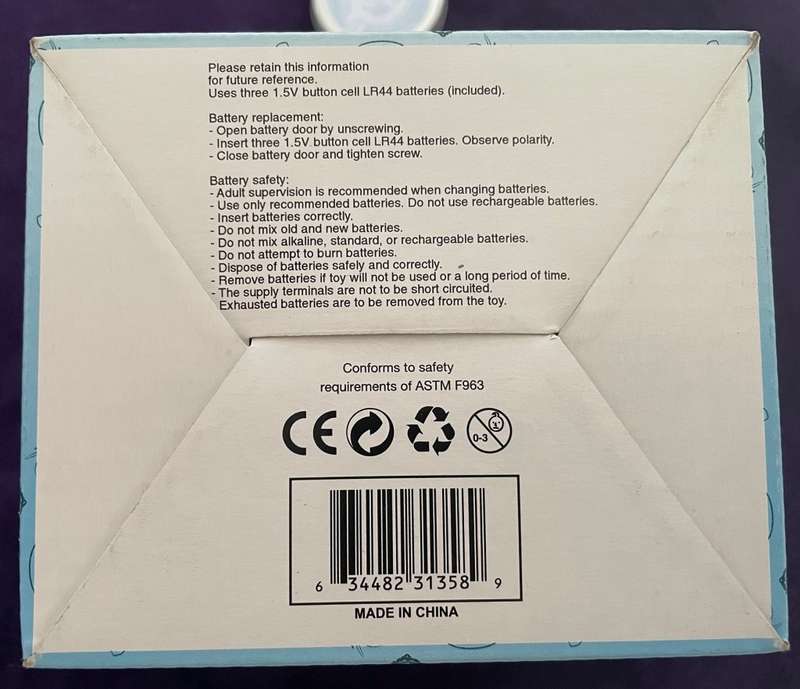 Please retain this information
for future reference.
Uses three 1.5V button cell LR44 batteries (included).
Battery replacement:
- Open battery door by unscrewing.
- Insert three 1.5V button cell LR44 batteries. Observe polarity.
- Close battery door and tighten screw.
Battery safety:
- Adult supervision is recommended when changing batteries.
- Use only recommended batteries. Do not use rechargeable batteries.
- Insert batteries correctly.
- Do not mix old and new batteries.
- Do not mix alkaline, standard, or rechargeable batteries.
- Do not attempt to burn batteries.
- Dispose of batteries safely and correctly.
- Remove batteries if toy will not be used or a long period of time.
- The supply terminals are not to be short circuited.
Exhausted batteries are to be removed from the toy.
Conforms to safety
requirements of ASTM F963
CE
0-3
6 34482 31358 9
MADE IN CHINA